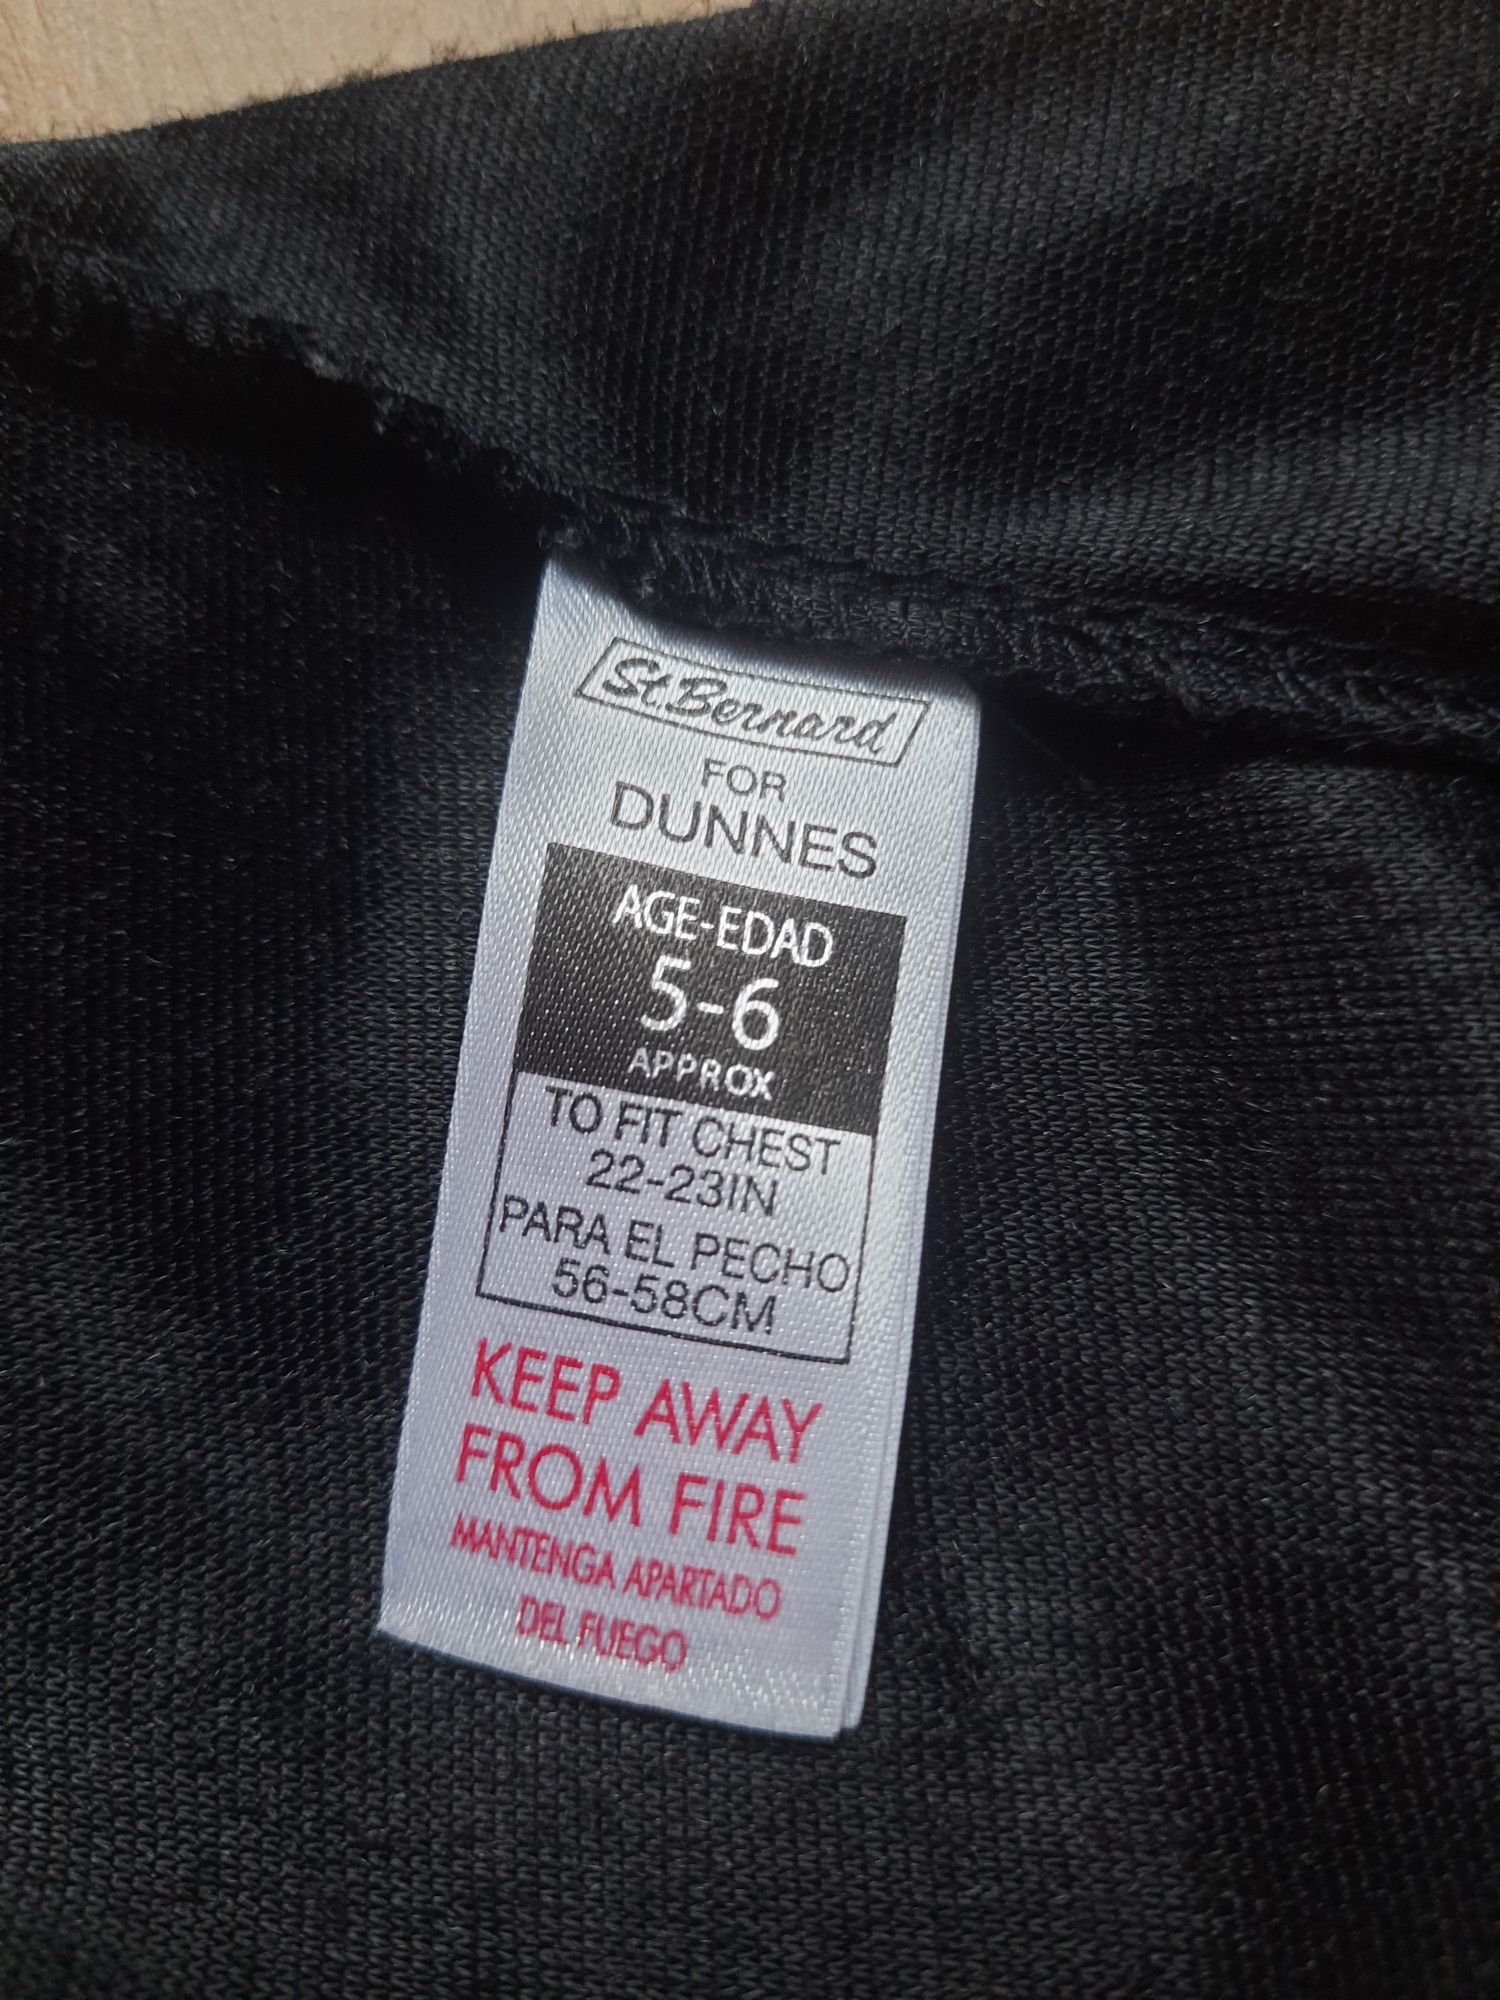 St. Bernard
FOR
DUNNES
AGE-EDAD
5-6
APPROX
TO FIT CHEST
22-23IN
PARA EL PECHO
56-58CM
KEEP AWAY
FROM FIRE
MANTENGA APARTADO
DEL FUEGO